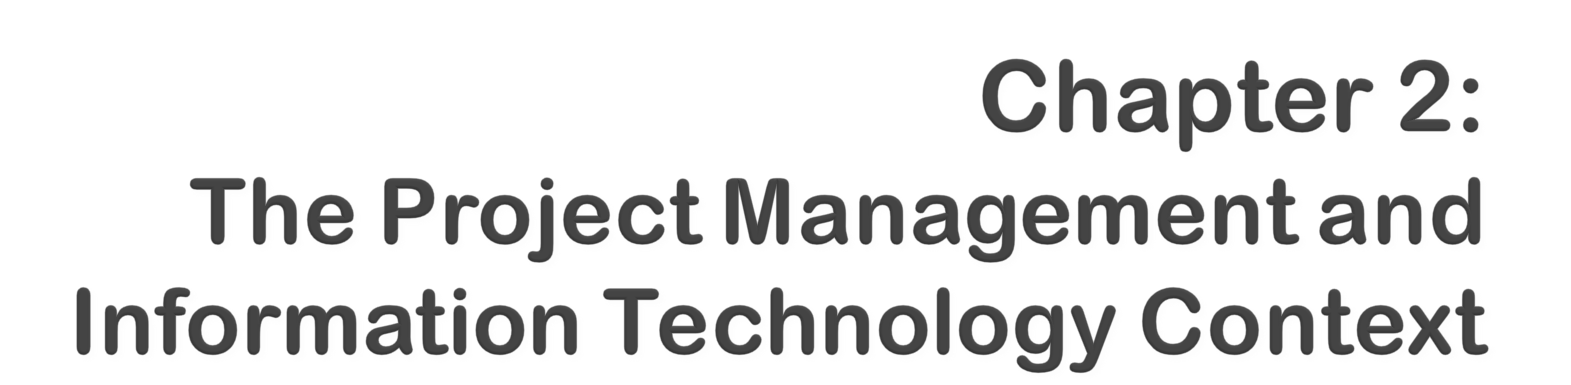 Chapter 2:
The Project Management and
Information Technology Context